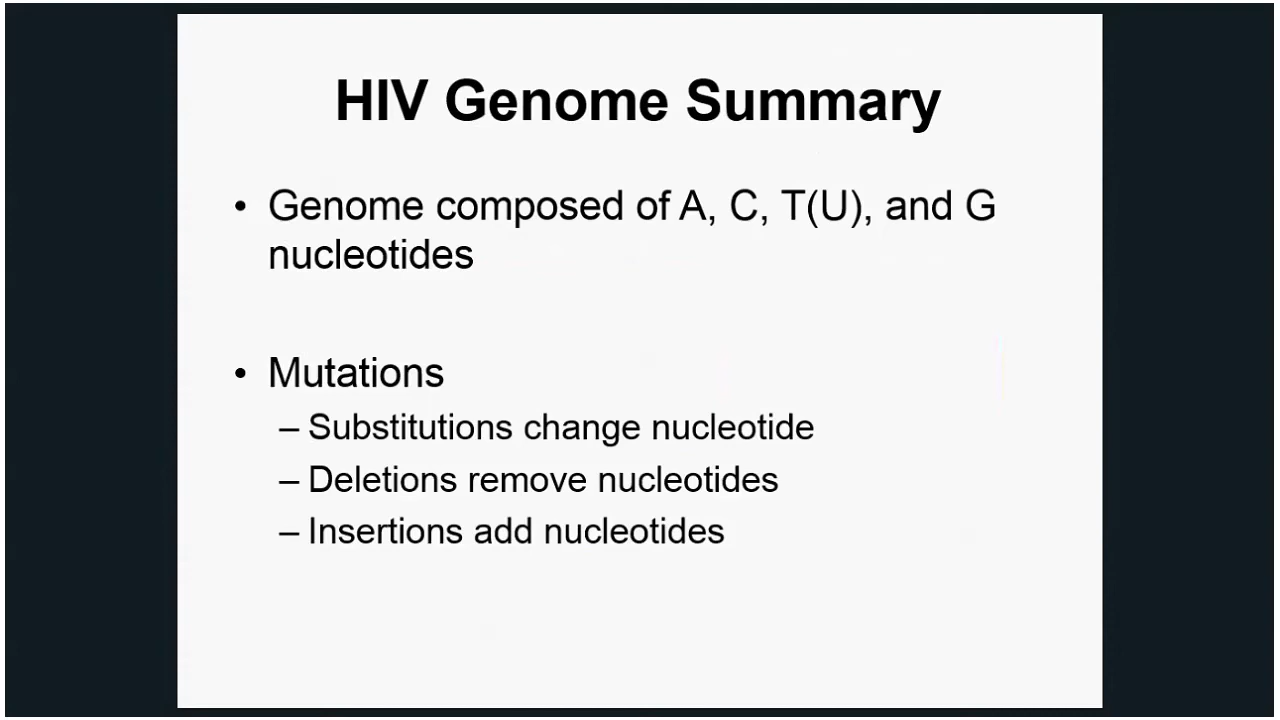 HIV Genome Summary
• Genome composed of A, C, T(U), and G
nucleotides
• Mutations
– Substitutions change nucleotide
– Deletions remove nucleotides
– Insertions add nucleotides